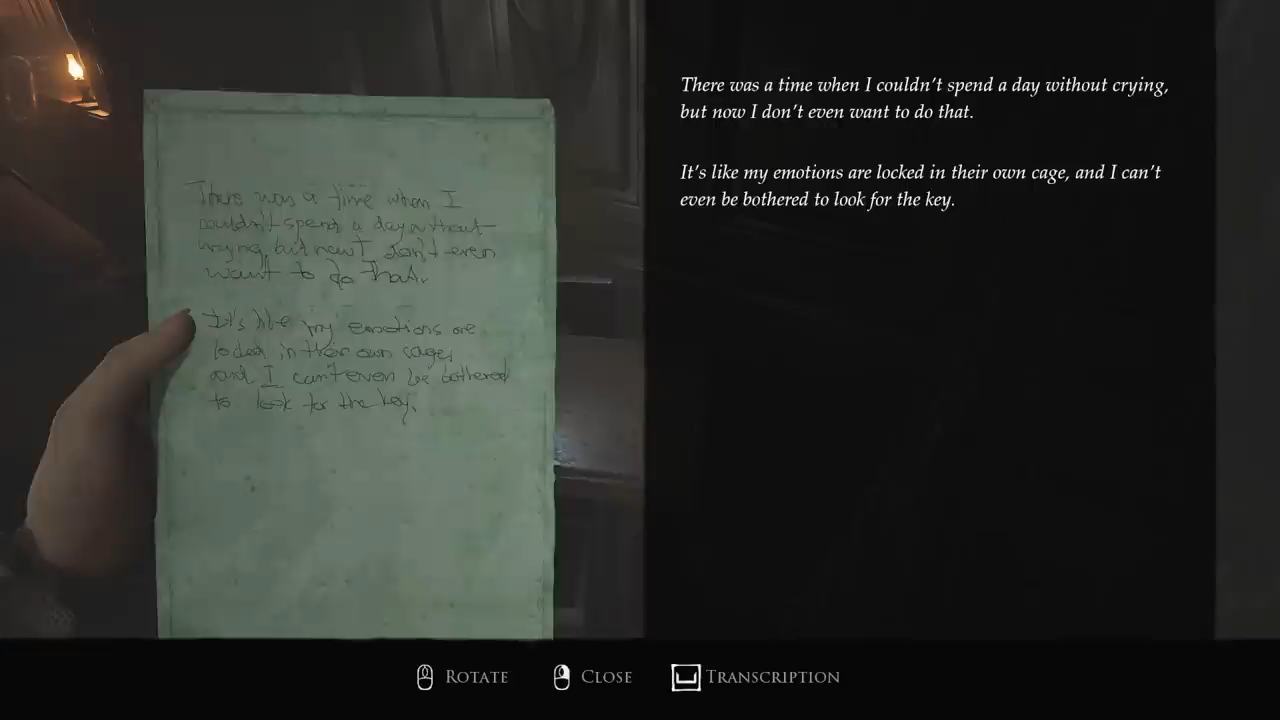 There was a time when I
couldn't spend a day without
crying, but now I don't even
want to do that.
It's like my emotions are
locked in their own cage,
and I can't even be bothered
to look for the key.
There was a time when I couldn't spend a day without crying,
but now I don't even want to do that.
It's like my emotions are locked in their own cage, and I can't
even be bothered to look for the key.
ROTATE
CLOSE
TRANSCRIPTION